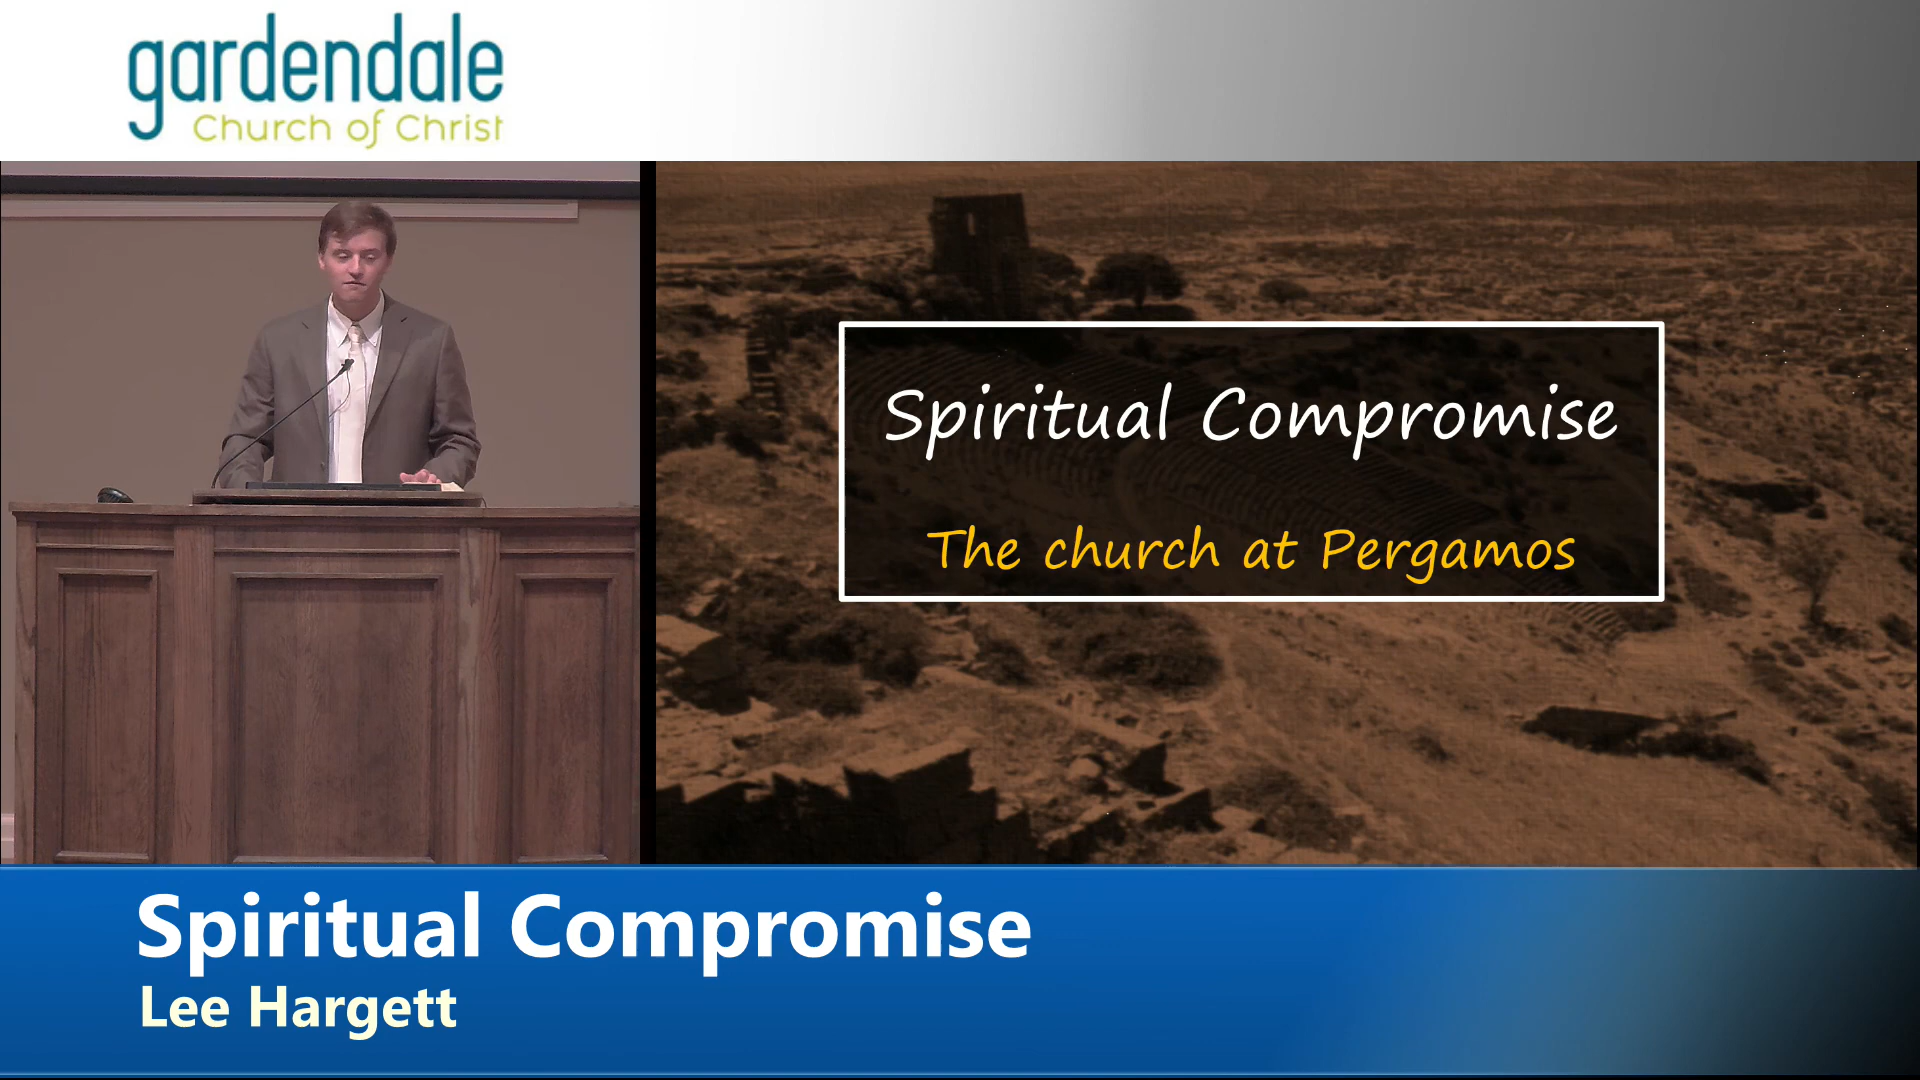 gardendale
Church of Christ
Spiritual Compromise
The church at Pergamos
Spiritual Compromise
Lee Hargett